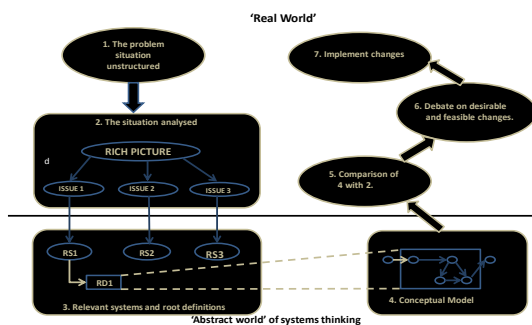 'Real World'
1. The problem
situation
unstructured
7. Implement changes
6. Debate on desirable
and feasible changes.
2. The situation analysed
RICH PICTURE
d
ISSUE 1
ISSUE 2
ISSUE 3
5. Comparison of
4 with 2.
RS1
RS2
RS3
RD1
3. Relevant systems and root definitions
4. Conceptual Model
'Abstract world' of systems thinking